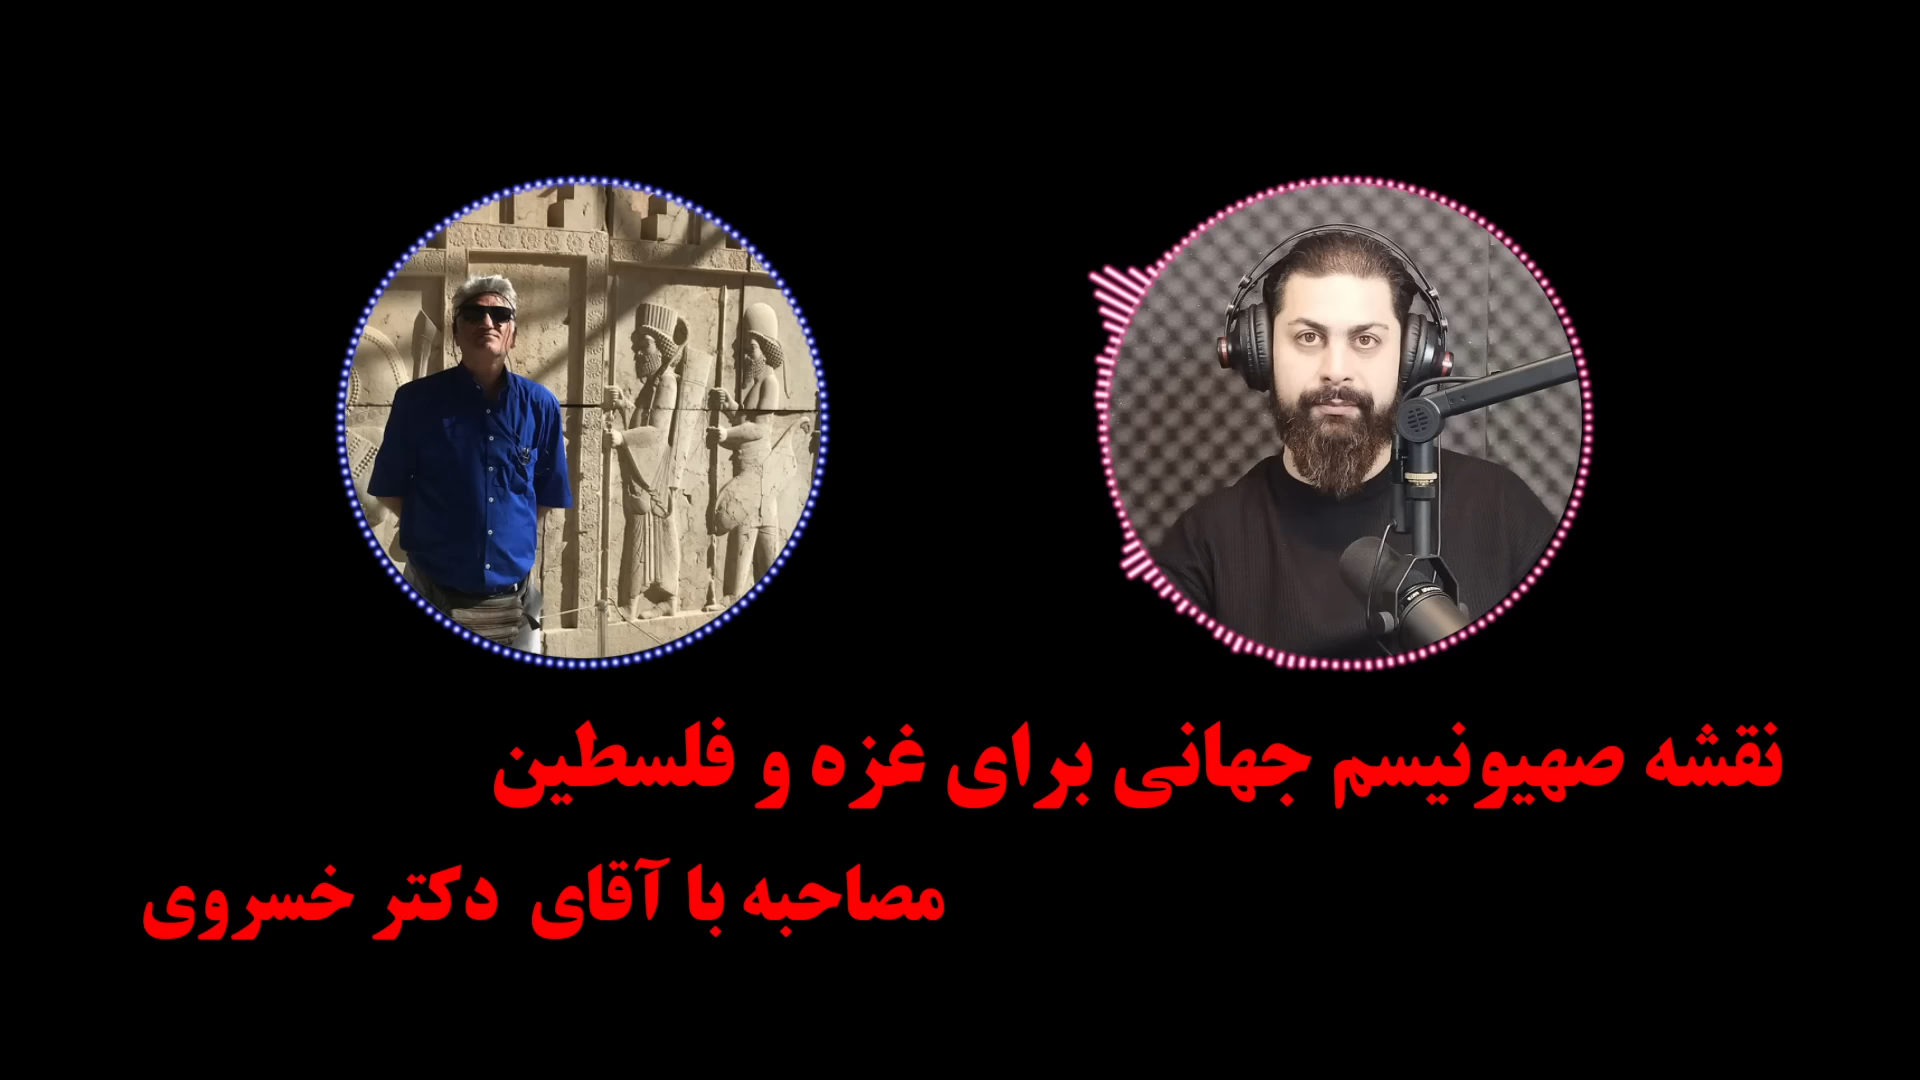 نقشه صهیونیسم جهانی برای غزه و فلسطین
مصاحبه با آقای دکتر خسروی